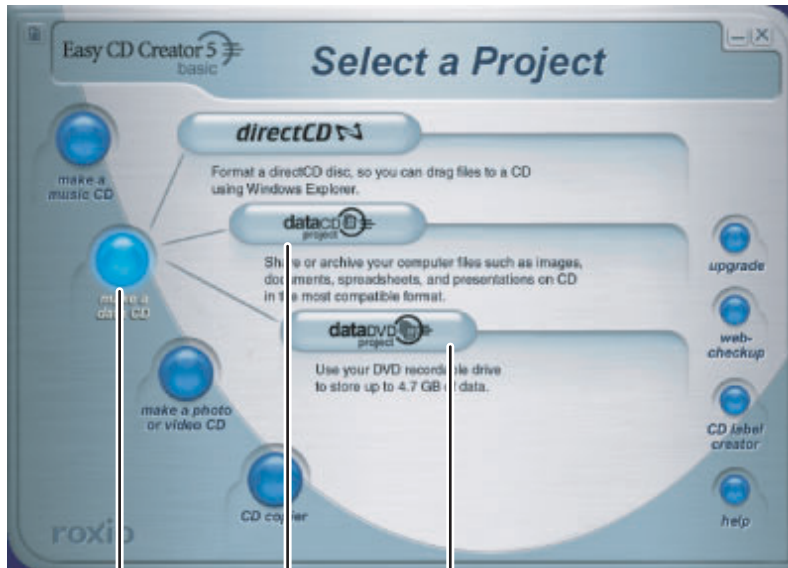 Easy CD Creator 5
basic
Select a Project
directCD
make a
music CD
Format a directCD disc, so you can drag files to a CD
using Windows Explorer.
dataCD
project
Share or archive your computer files such as images,
documents, spreadsheets, and presentations on CD
in the most compatible format.
make a
data CD
dataDVD
project
Use your DVD recordable drive
to store up to 4.7 GB of data.
make a photo
or video CD
CD copier
upgrade
web-
checkup
CD label
creator
help
roxio